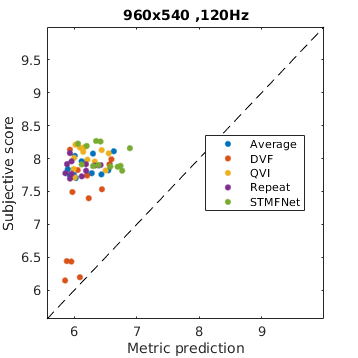 960x540 ,120Hz
Subjective score
9.5
9
8.5
8
7.5
7
6.5
6
Average
DVF
QVI
Repeat
STMFNet
6 7 8 9
Metric prediction